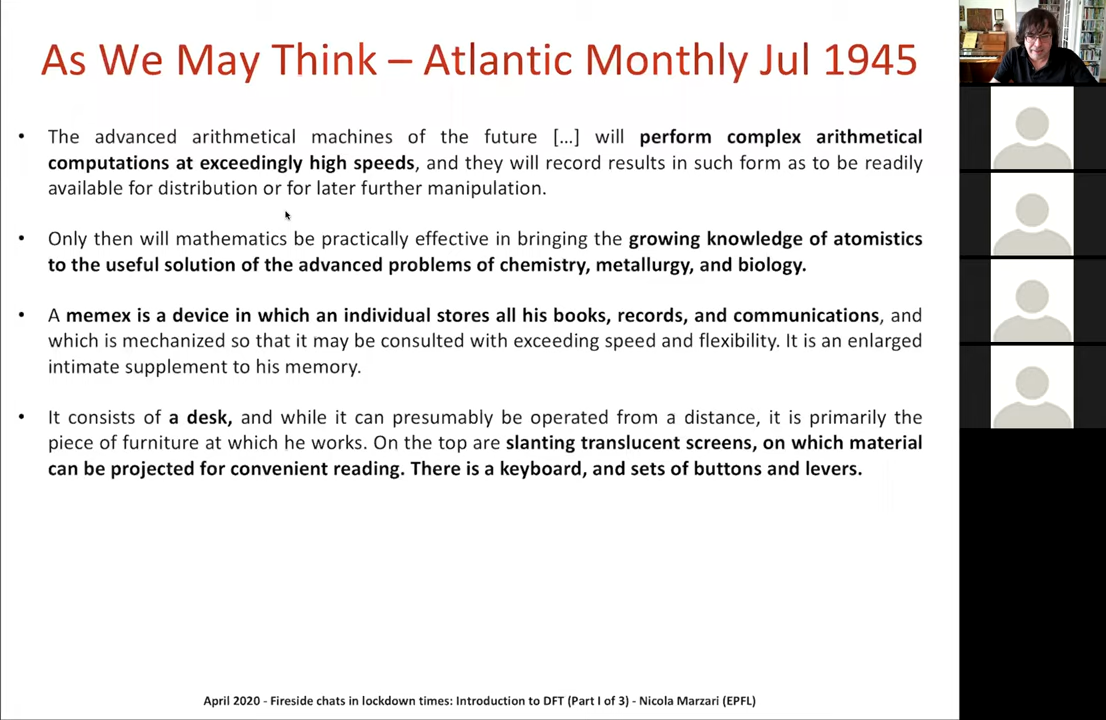 As We May Think – Atlantic Monthly Jul 1945
• The advanced arithmetical machines of the future [...] will perform complex arithmetical
computations at exceedingly high speeds, and they will record results in such form as to be readily
available for distribution or for later further manipulation.
• Only then will mathematics be practically effective in bringing the growing knowledge of atomistics
to the useful solution of the advanced problems of chemistry, metallurgy, and biology.
• A memex is a device in which an individual stores all his books, records, and communications, and
which is mechanized so that it may be consulted with exceeding speed and flexibility. It is an enlarged
intimate supplement to his memory.
• It consists of a desk, and while it can presumably be operated from a distance, it is primarily the
piece of furniture at which he works. On the top are slanting translucent screens, on which material
can be projected for convenient reading. There is a keyboard, and sets of buttons and levers.
April 2020 - Fireside chats in lockdown times: Introduction to DFT (Part I of 3) - Nicola Marzari (EPFL)